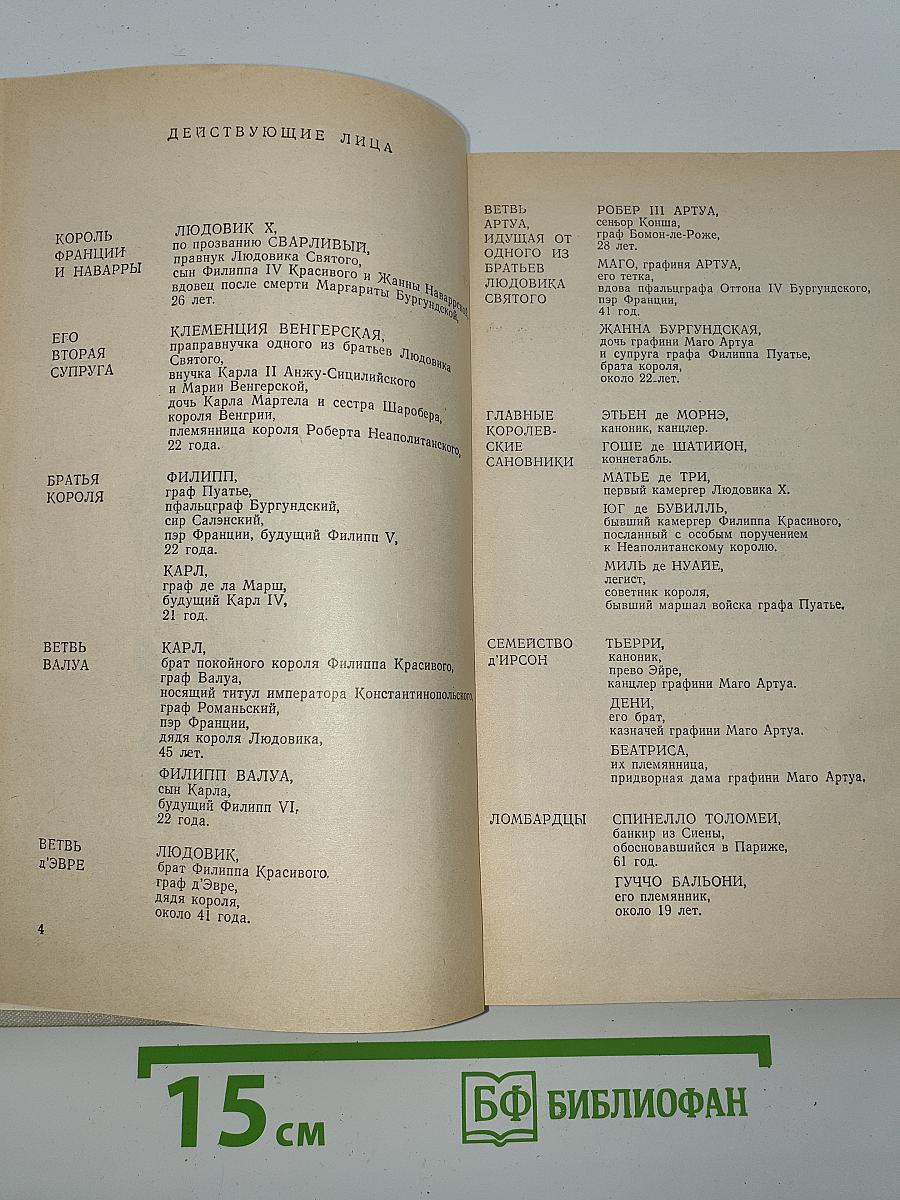 ДЕЙСТВУЮЩИЕ ЛИЦА
КОРОЛЬ
ФРАНЦИИ
И НАВАРРЫ
ЛЮДОВИК X,
по прозванию СВАРЛИВЫЙ,
правнук Людовика Святого,
сын Филиппа IV Красивого и Жанны Наваррской,
вдовец после смерти Маргариты Бургундской,
26 лет.
ЕГО
ВТОРАЯ
СУПРУГА
КЛЕМЕНЦИЯ ВЕНГЕРСКАЯ,
праправнучка одного из братьев Людовика
Святого,
внучка Карла II Анжу-Сицилийского
и Марии Венгерской,
дочь Карла Мартела и сестра Шаробера,
короля Венгрии,
племянница короля Роберта Неаполитанского,
22 года.
БРАТЬЯ
КОРОЛЯ
ФИЛИПП,
граф Пуатье,
пфальцграф Бургундский,
сир Салэнский,
пэр Франции, будущий Филипп V,
22 года.
КАРЛ,
граф де ла Марш,
будущий Карл IV,
21 год.
ВЕТВЬ
ВАЛУА
КАРЛ,
брат покойного короля Филиппа Красивого,
граф Валуа,
носящий титул императора Константинопольского,
граф Романьский,
пэр Франции,
дядя короля Людовика,
45 лет.
ФИЛИПП ВАЛУА,
сын Карла,
будущий Филипп VI,
22 года.
ВЕТВЬ
д'ЭВРЕ
ЛЮДОВИК,
брат Филиппа Красивого,
граф д'Эвре,
дядя короля,
около 41 года.
4
ВЕТВЬ
АРТУА,
ИДУЩАЯ ОТ
ОДНОГО ИЗ
БРАТЬЕВ
ЛЮДОВИКА
СВЯТОГО
РОБЕР III АРТУА,
сеньор Конша,
граф Бомон-ле-Роже,
28 лет.
МАГО, графиня АРТУА,
его тетка,
вдова пфальцграфа Оттона IV Бургундского,
пэр Франции,
41 год.
ЖАННА БУРГУНДСКАЯ,
дочь графини Маго Артуа
и супруга графа Филиппа Пуатье,
брата короля,
около 22 лет.
ГЛАВНЫЕ
КОРОЛЕВ-
СКИЕ
САНОВНИКИ
ЭТЬЕН де МОРНЭ,
каноник, канцлер.
ГОШЕ де ШАТИЙОН,
коннетабль.
МАТЬЕ де ТРИ,
первый камергер Людовика X.
ЮГ де БУВИЛЛЬ,
бывший камергер Филиппа Красивого,
посланный с особым поручением
к Неаполитанскому королю.
МИЛЬ де НУАЙЕ,
легист,
советник короля,
бывший маршал войска графа Пуатье.
СЕМЕЙСТВО
д'ИРСОН
ТЬЕРРИ,
каноник,
прево Эйре,
канцлер графини Маго Артуа.
ДЕНИ,
его брат,
казначей графини Маго Артуа.
БЕАТРИСА,
их племянница,
придворная дама графини Маго Артуа.
ЛОМБАРДЦЫ
СПИНЕЛЛО ТОЛОМЕИ,
банкир из Сиены,
обосновавшийся в Париже,
61 год.
ГУЧЧО БАЛЬОНИ,
его племянник,
около 19 лет.
15 см
БФ БИБЛИОФАН